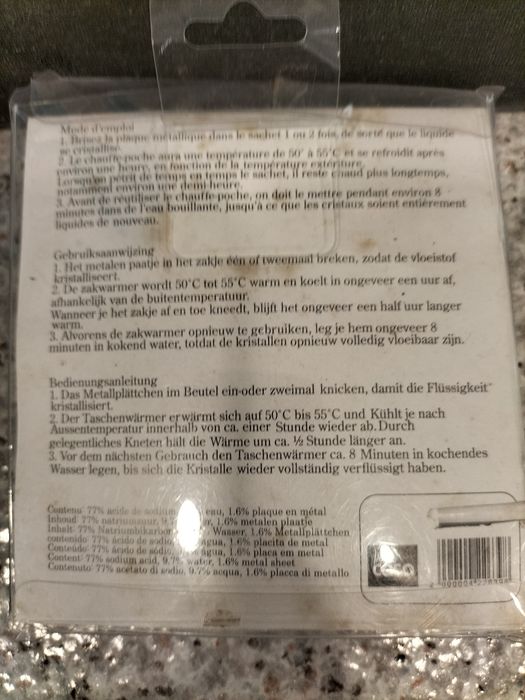 Mode d'emploi
1. Brisez la plaque métallique dans le sachet 1 ou 2 fois, de sorte que le liquide
se cristallise.
2. Le chauffe-poche aura une température de 50° à 55°C et se refroidit après
environ une heure, en fonction de la température extérieure.
Lorsqu'on pétrit de temps en temps le sachet, il reste chaud plus longtemps,
notamment environ une demi-heure.
3. Avant de réutiliser le chauffe-poche, on doit le mettre pendant environ 8
minutes dans de l'eau bouillante, jusqu'à ce que les cristaux soient entièrement
liquides de nouveau.
Gebruiksaanwijzing
1. Het metalen paatje in het zakje één of tweemaal breken, zodat de vloeistof
kristalliseert.
2. De zakwarmer wordt 50°C tot 55°C warm en koelt in ongeveer een uur af,
afhankelijk van de buitentemperatuur.
Wanneer je het zakje af en toe kneedt, blijft het ongeveer een half uur langer
warm.
3. Alvorens de zakwarmer opnieuw te gebruiken, leg je hem ongeveer 8
minuten in kokend water, totdat de kristallen opnieuw volledig vloeibaar zijn.
Bedienungsanleitung
1. Das Metallplättchen im Beutel ein-oder zweimal knicken, damit die Flüssigkeit
kristallisiert.
2. Der Taschenwärmer erwärmt sich auf 50°C bis 55°C und Kühlt je nach
Aussentemperatur innerhalb von ca. einer Stunde wieder ab. Durch
gelegentliches Kneten hält die Wärme um ca. ½ Stunde länger an.
3. Vor dem nächsten Gebrauch den Taschenwärmer ca. 8 Minuten in kochendes
Wasser legen, bis sich die Kristalle wieder vollständig verflüssigt haben.
Contenu: 77% acide de sodium, eau, 1.6% plaque en métal
Inhoud: 77% natriumzuur, 1.6% metalen plaatje
Inhalt: 77% Wasser, 1.6% Metallplättchen
contenido: 77% ácido de sodio, agua, 1.6% placita de metal
Conteúdo: 77% ácido de sódio, água, 1.6% placa em metal
Content: 77% sodium acid, 9.7% water, 1.6% metal sheet
Contenuto: 77% acetato di sodio, 9.7% acqua, 1.6% placca di metallo